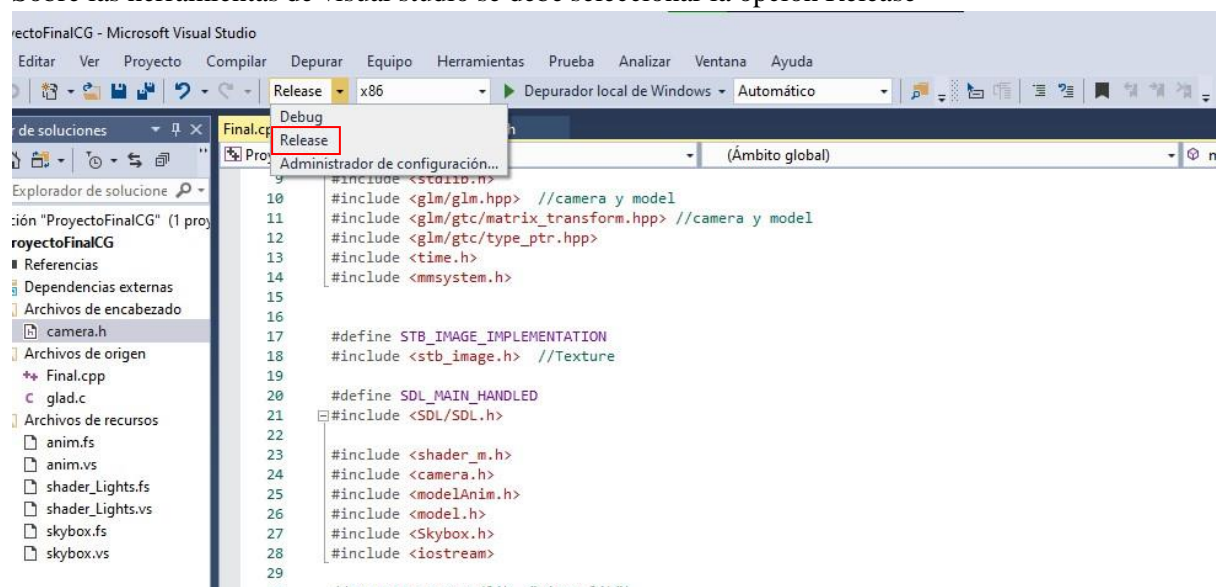 Sobre las herramientas de visual studio se debe seleccionar la opción Release
ectoFinalCG - Microsoft Visual Studio
Editar Ver Proyecto Compilar Depurar Equipo Herramientas Prueba Analizar Ventana Ayuda
Release x86 Depurador local de Windows Automático
Debug
Release
Administrador de configuración...
de soluciones
Final.cp
h
Proy
(Ámbito global)
Explorador de solucione
ción "ProyectoFinalCG" (1 proy
royectoFinalCG
Referencias
Dependencias externas
Archivos de encabezado
camera.h
Archivos de origen
Final.cpp
glad.c
Archivos de recursos
anim.fs
anim.vs
shader_Lights.fs
shader_Lights.vs
skybox.fs
skybox.vs
9 #include <stdlib.h>
10 #include <glm/glm.hpp> //camera y model
11 #include <glm/gtc/matrix_transform.hpp> //camera y model
12 #include <glm/gtc/type_ptr.hpp>
13 #include <time.h>
14 #include <mmsystem.h>
15
16
17 #define STB_IMAGE_IMPLEMENTATION
18 #include <stb_image.h> //Texture
19
20 #define SDL_MAIN_HANDLED
21 #include <SDL/SDL.h>
22
23 #include <shader_m.h>
24 #include <camera.h>
25 #include <modelAnim.h>
26 #include <model.h>
27 #include <Skybox.h>
28 #include <iostream>
29